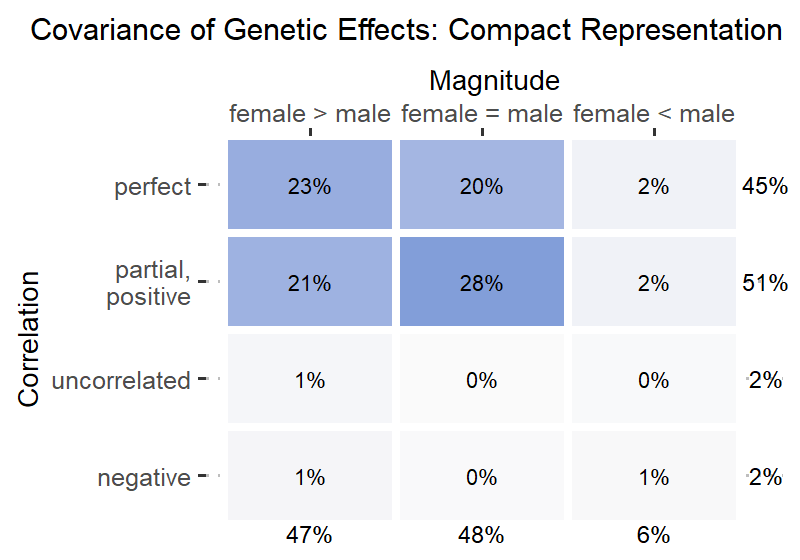 Covariance of Genetic Effects: Compact Representation
Magnitude
female > male female = male female < male
perfect 23% 20% 2% 45%
partial,
positive 21% 28% 2% 51%
uncorrelated 1% 0% 0% 2%
negative 1% 0% 1% 2%
47% 48% 6%
Correlation